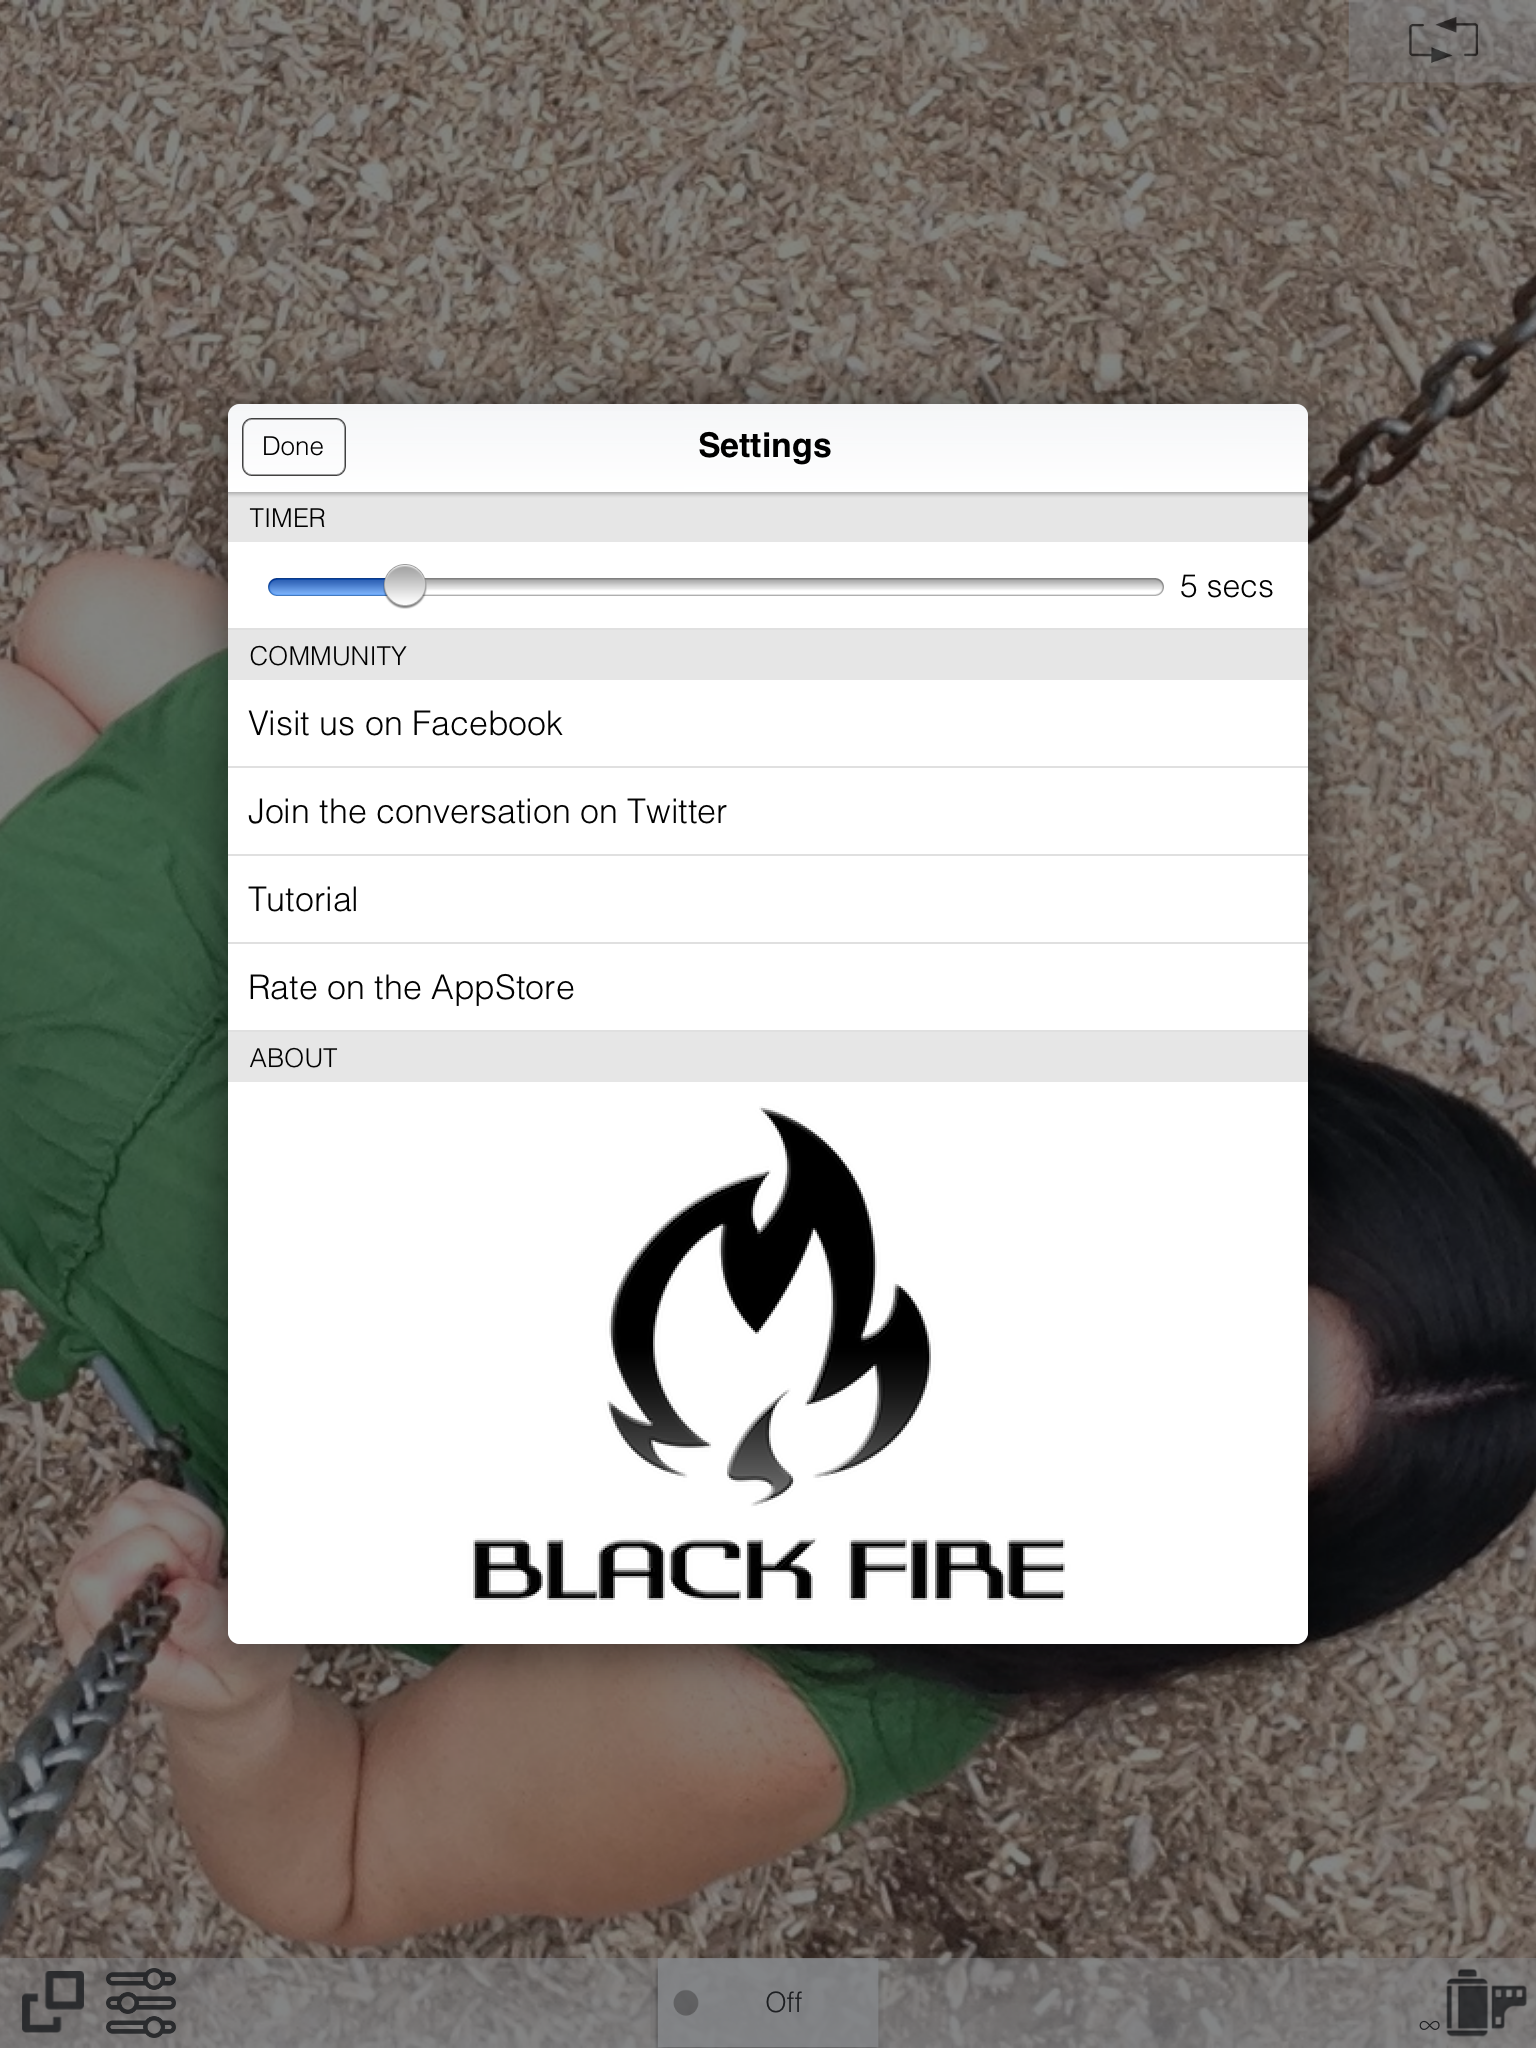 Done
Settings
TIMER
5 secs
COMMUNITY
Visit us on Facebook
Join the conversation on Twitter
Tutorial
Rate on the AppStore
ABOUT
BLACK FIRE
Off
∞